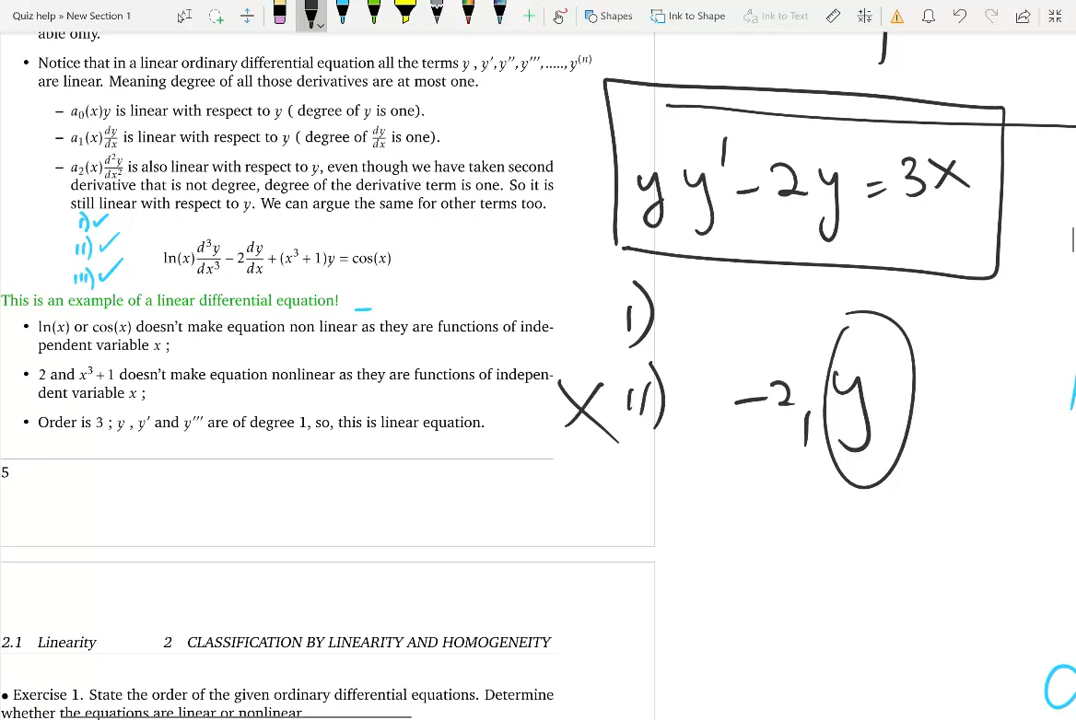 Quiz help » New Section 1
Shapes
Ink to Shape
Ink to Text
able only.
• Notice that in a linear ordinary differential equation all the terms y , y′, y″, y‴, ....., y⁽ⁿ⁾
are linear. Meaning degree of all those derivatives are at most one.
– a₀(x)y is linear with respect to y ( degree of y is one).
– a₁(x) dy/dx is linear with respect to y ( degree of dy/dx is one).
– a₂(x) d²y/dx² is also linear with respect to y, even though we have taken second
derivative that is not degree, degree of the derivative term is one. So it is
still linear with respect to y. We can argue the same for other terms too.
i) ✓
ii) ✓
iii) ✓
ln(x) d³y/dx³ – 2 dy/dx + (x³ + 1)y = cos(x)
This is an example of a linear differential equation!
• ln(x) or cos(x) doesn't make equation non linear as they are functions of inde-
pendent variable x ;
• 2 and x³ + 1 doesn't make equation nonlinear as they are functions of indepen-
dent variable x ;
• Order is 3 ; y , y′ and y‴ are of degree 1, so, this is linear equation.
5
2.1 Linearity 2 CLASSIFICATION BY LINEARITY AND HOMOGENEITY
• Exercise 1. State the order of the given ordinary differential equations. Determine
whether the equations are linear or nonlinear
y y′ – 2y = 3x
i)
X ii) –2, y